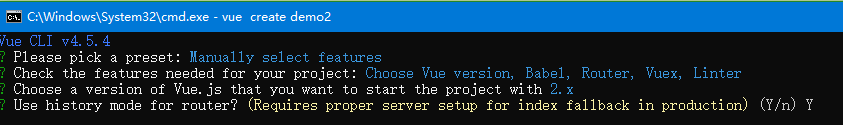 C:\Windows\System32\cmd.exe - vue create demo2
Vue CLI v4.5.4
? Please pick a preset: Manually select features
? Check the features needed for your project: Choose Vue version, Babel, Router, Vuex, Linter
? Choose a version of Vue.js that you want to start the project with 2.x
? Use history mode for router? (Requires proper server setup for index fallback in production) (Y/n) Y